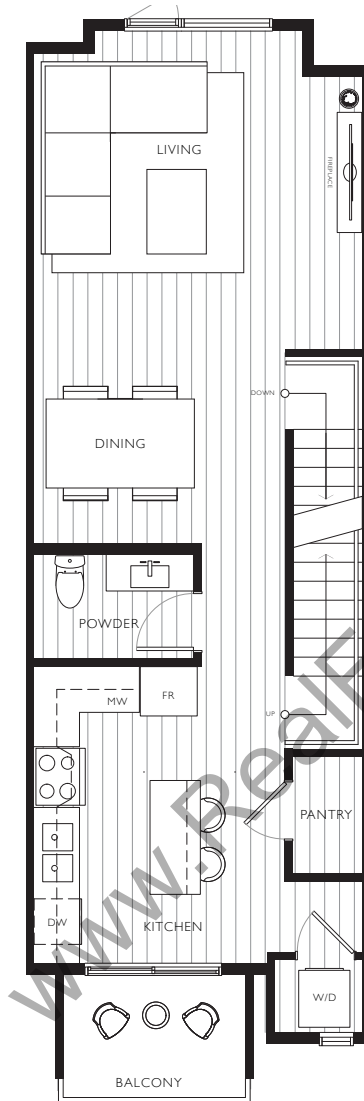 LIVING
FIREPLACE
DOWN
DINING
POWDER
MW
FR
UP
PANTRY
DW
KITCHEN
W/D
BALCONY
www.RealF